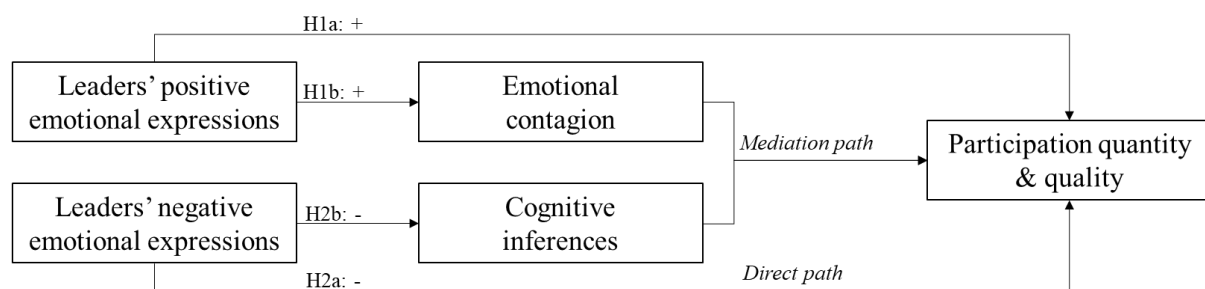 H1a: +
Leaders’ positive
emotional expressions
H1b: +
Emotional
contagion
Mediation path
Participation quantity
& quality
Leaders’ negative
emotional expressions
H2b: -
Cognitive
inferences
H2a: -
Direct path